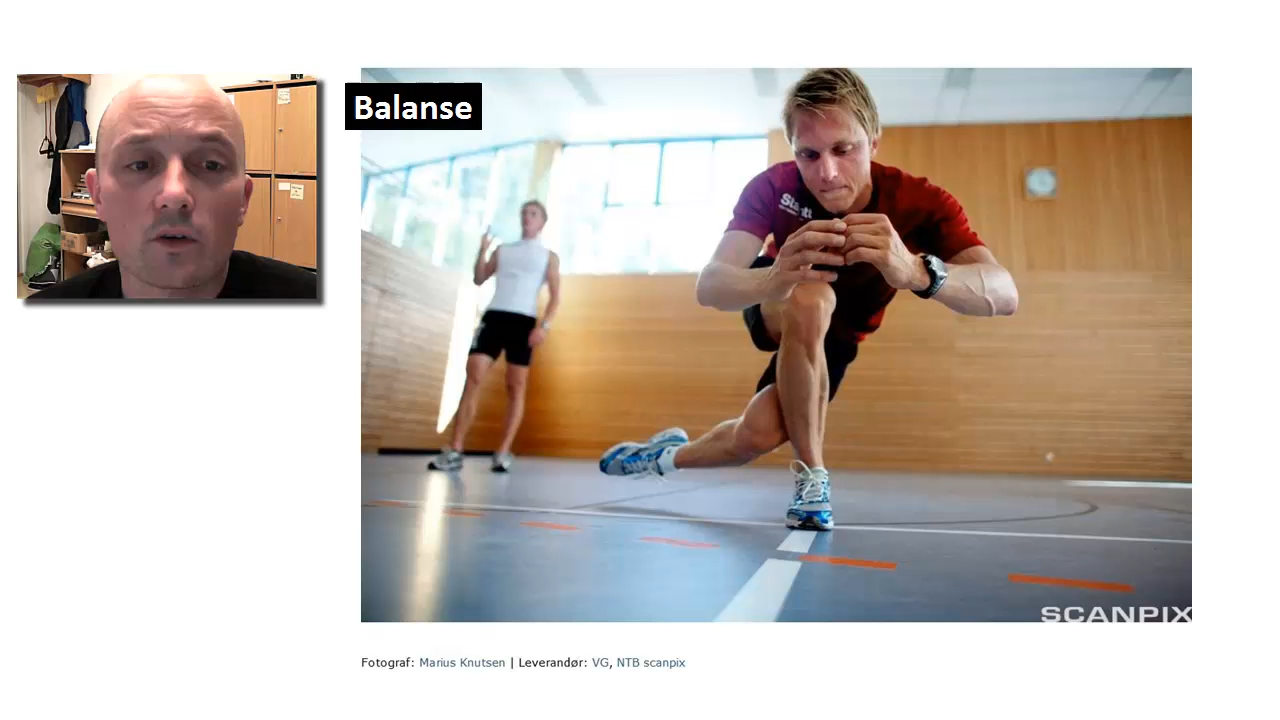 Balanse
SCANPIX
Fotograf: Marius Knutsen | Leverandør: VG, NTB scanpix